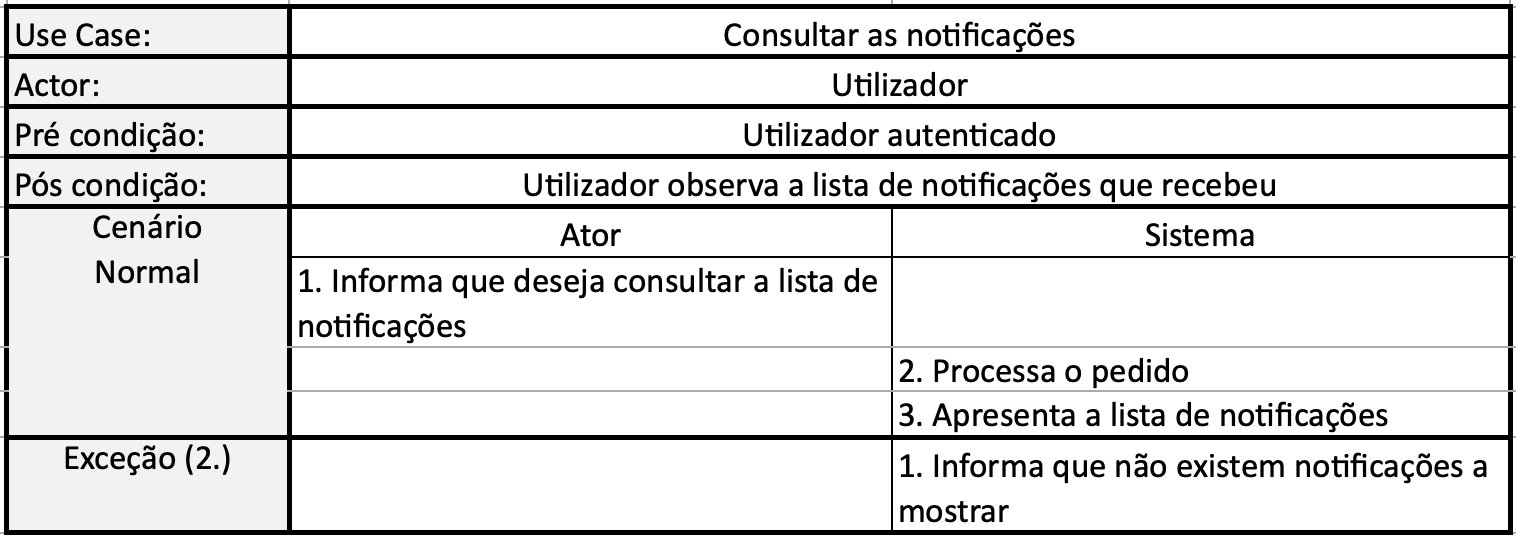 Use Case:
Consultar as notificações
Actor:
Utilizador
Pré condição:
Utilizador autenticado
Pós condição:
Utilizador observa a lista de notificações que recebeu
Cenário
Normal
Ator
Sistema
1. Informa que deseja consultar a lista de
notificações
2. Processa o pedido
3. Apresenta a lista de notificações
Exceção (2.)
1. Informa que não existem notificações a
mostrar